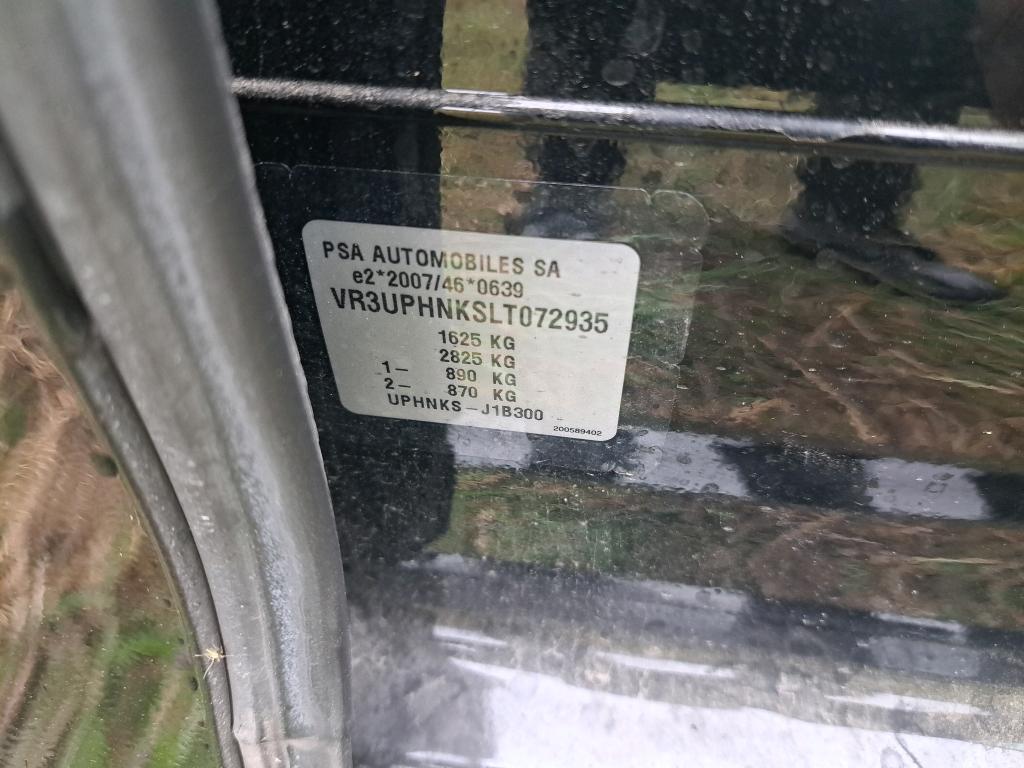 PSA AUTOMOBILES SA
e2*2007/46*0639
VR3UPHNKSLT072935
1625 KG
2825 KG
1- 890 KG
2- 870 KG
UPHNKS-J1B300
200589402